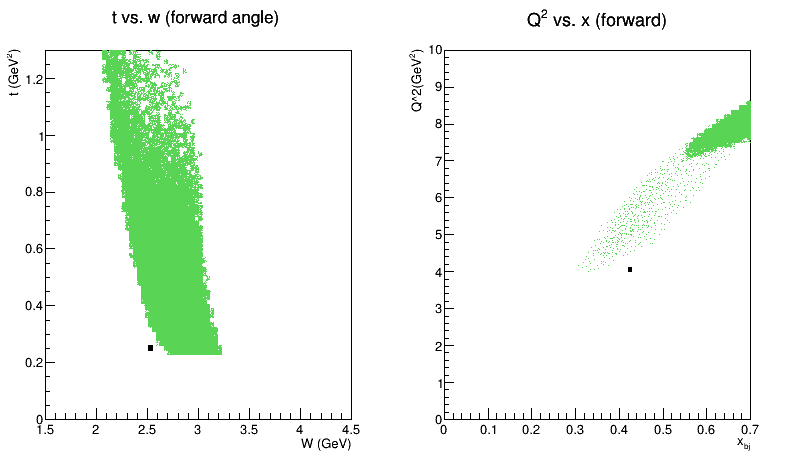 t vs. w (forward angle)
t (GeV²)
1.2
1
0.8
0.6
0.4
0.2
0
1.5 2 2.5 3 3.5 4 4.5
W (GeV)
Q² vs. x (forward)
Q^2(GeV²)
10
9
8
7
6
5
4
3
2
1
0
0 0.1 0.2 0.3 0.4 0.5 0.6 0.7
x_bj